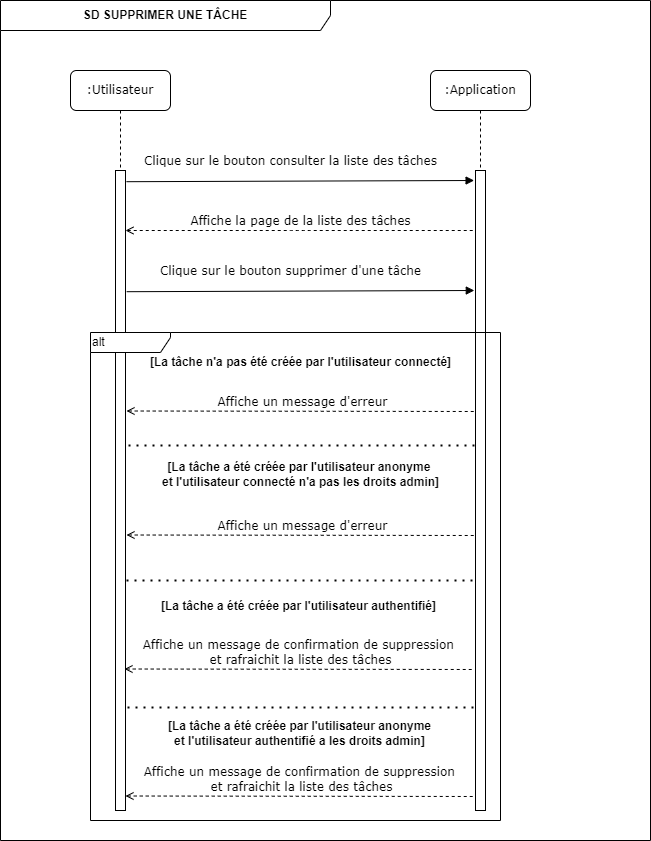 SD SUPPRIMER UNE TÂCHE
:Utilisateur
:Application
Clique sur le bouton consulter la liste des tâches
Affiche la page de la liste des tâches
Clique sur le bouton supprimer d'une tâche
alt
[La tâche n'a pas été créée par l'utilisateur connecté]
Affiche un message d'erreur
[La tâche a été créée par l'utilisateur anonyme
et l'utilisateur connecté n'a pas les droits admin]
Affiche un message d'erreur
[La tâche a été créée par l'utilisateur authentifié]
Affiche un message de confirmation de suppression
et rafraichit la liste des tâches
[La tâche a été créée par l'utilisateur anonyme
et l'utilisateur authentifié a les droits admin]
Affiche un message de confirmation de suppression
et rafraichit la liste des tâches